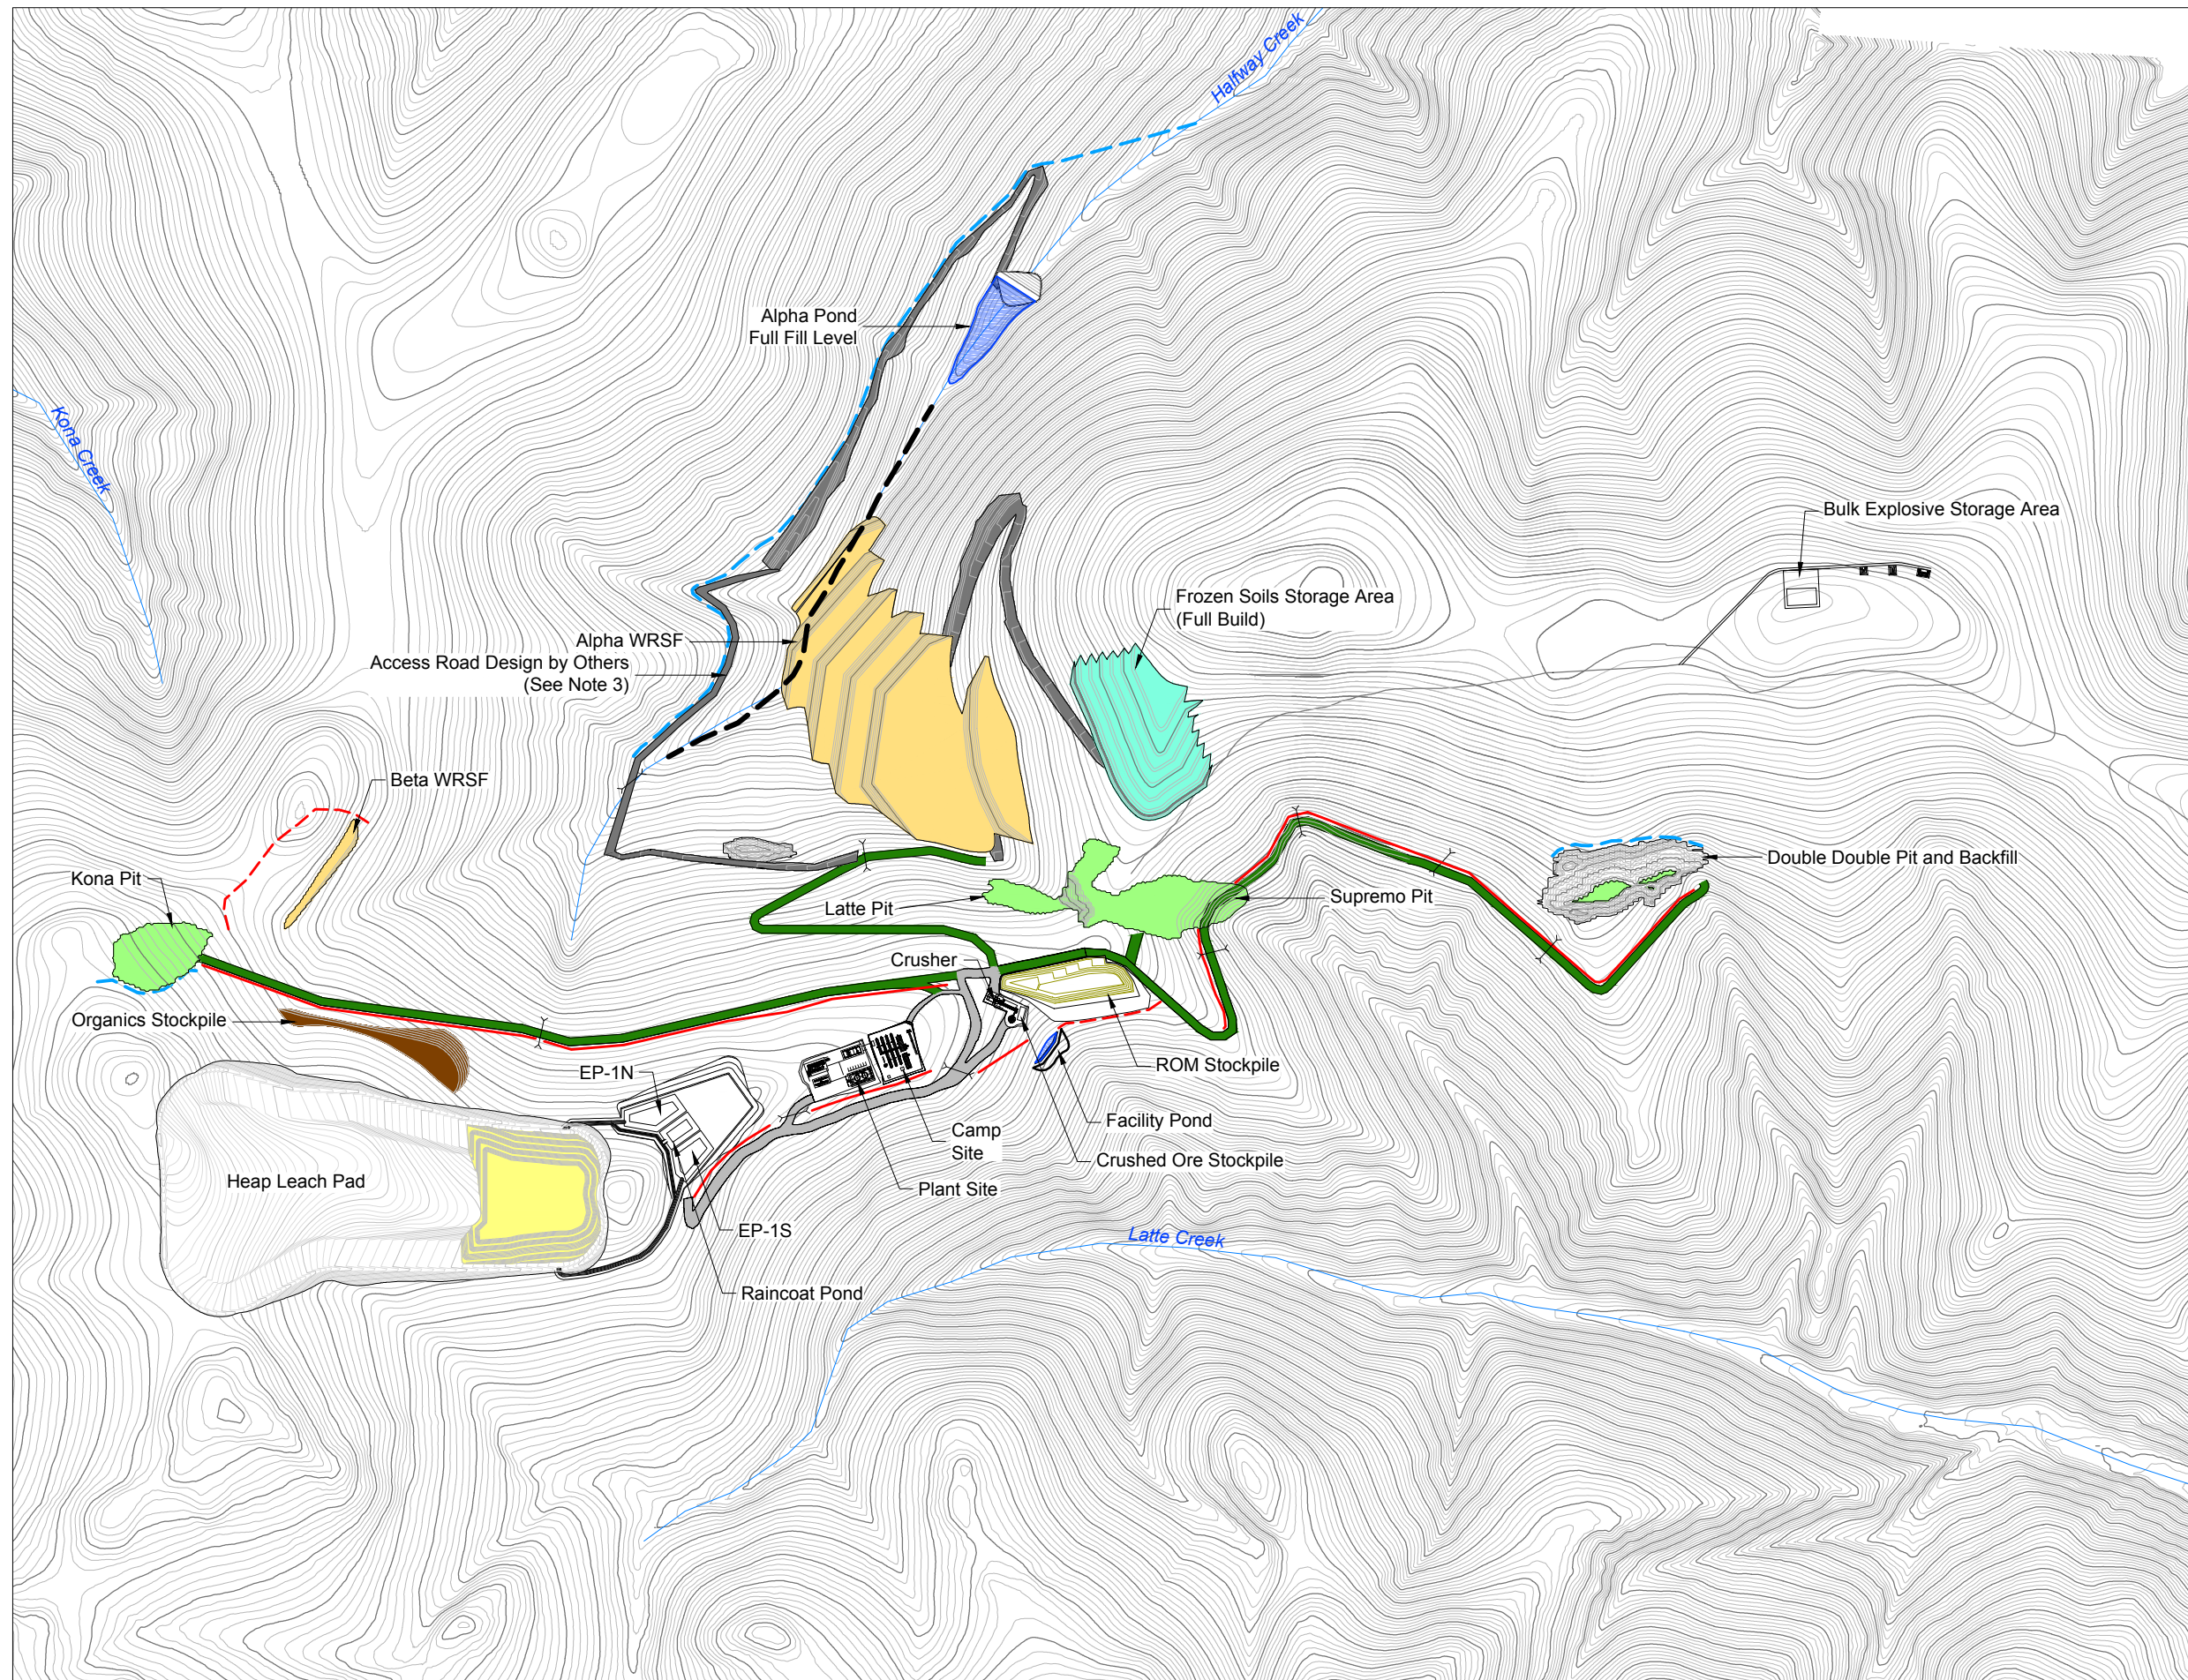 Halfway Creek
Alpha Pond
Full Fill Level
Kona Creek
Bulk Explosive Storage Area
Frozen Soils Storage Area
(Full Build)
Alpha WRSF
Access Road Design by Others
(See Note 3)
Beta WRSF
Double Double Pit and Backfill
Kona Pit
Latte Pit
Supremo Pit
Crusher
Organics Stockpile
ROM Stockpile
EP-1N
Facility Pond
Camp
Site
Crushed Ore Stockpile
Heap Leach Pad
Plant Site
EP-1S
Latte Creek
Raincoat Pond